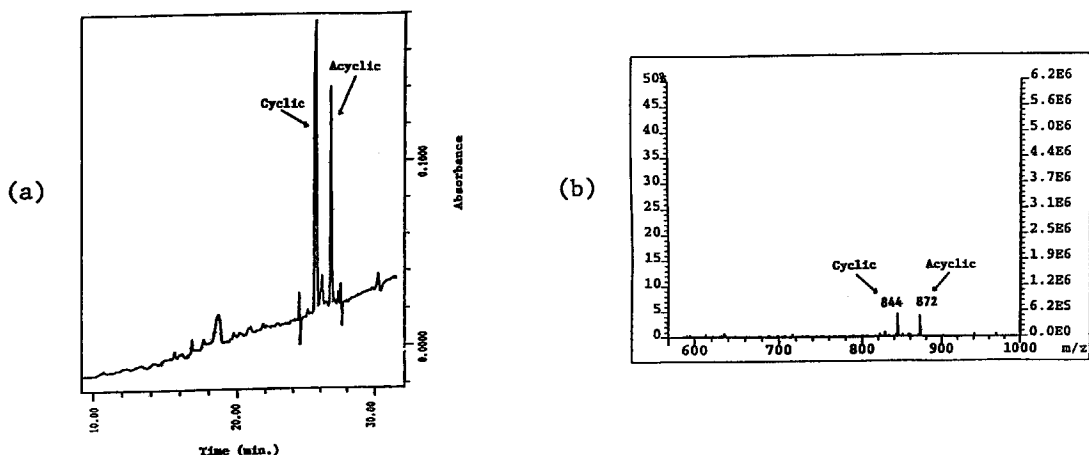 (a)
Cyclic
Acyclic
0.1000
0.0000
Absorbance
10.00
20.00
30.00
Time (min.)
(b)
50%
45
40
35
30
25
20
15
10
5
0
6.2E6
5.6E6
5.0E6
4.4E6
3.7E6
3.1E6
2.5E6
1.9E6
1.2E6
6.2E5
0.0E0
Cyclic
Acyclic
844
872
600
700
800
900
1000
m/z